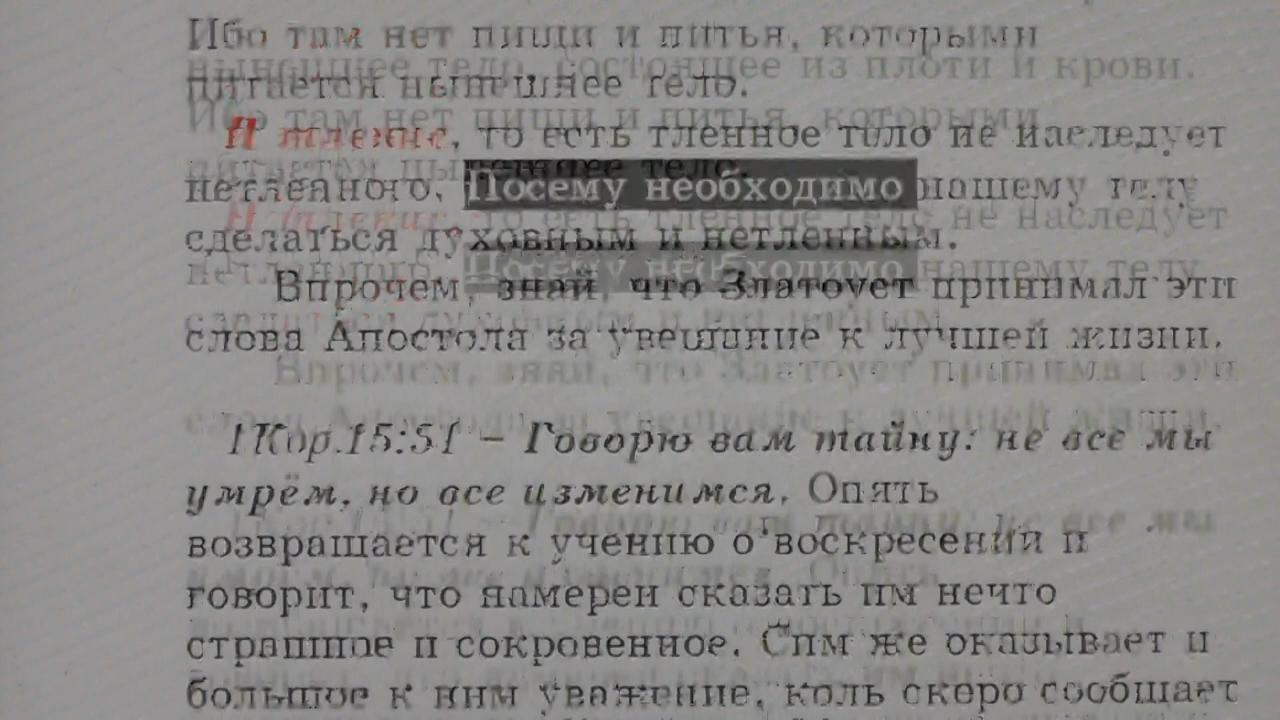 Ибо там нет пищи и питья, которыми
питается нынешнее тело.
И тление, то есть тленное тело не наследует
нетленного. Посему необходимо нашему телу
сделаться духовным и нетленным.
Впрочем, знай, что Златоуст принимал эти
слова Апостола за увещание к лучшей жизни.
1Кор.15:51 – Говорю вам тайну: не все мы
умрём, но все изменимся. Опять
возвращается к учению о воскресении и
говорит, что намерен сказать им нечто
страшное и сокровенное. Сим же оказывает и
большое к ним уважение, коль скоро сообщает